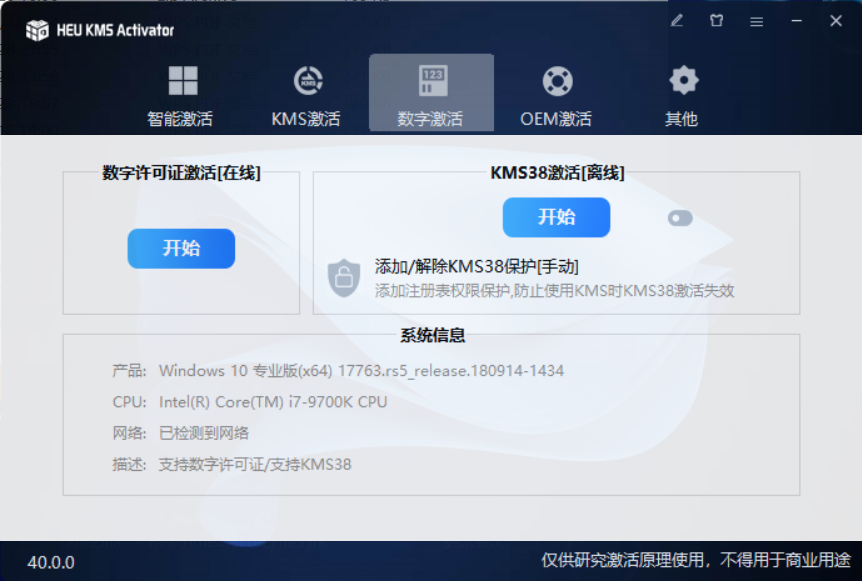 HEU KMS Activator
智能激活
KMS激活
123
数字激活
OEM激活
其他
数字许可证激活[在线]
KMS38激活[离线]
开始
开始
添加/解除KMS38保护[手动]
添加注册表权限保护,防止使用KMS时KMS38激活失效
系统信息
产品: Windows 10 专业版(x64) 17763.rs5_release.180914-1434
CPU: Intel(R) Core(TM) i7-9700K CPU
网络: 已检测到网络
描述: 支持数字许可证/支持KMS38
40.0.0
仅供研究激活原理使用，不得用于商业用途